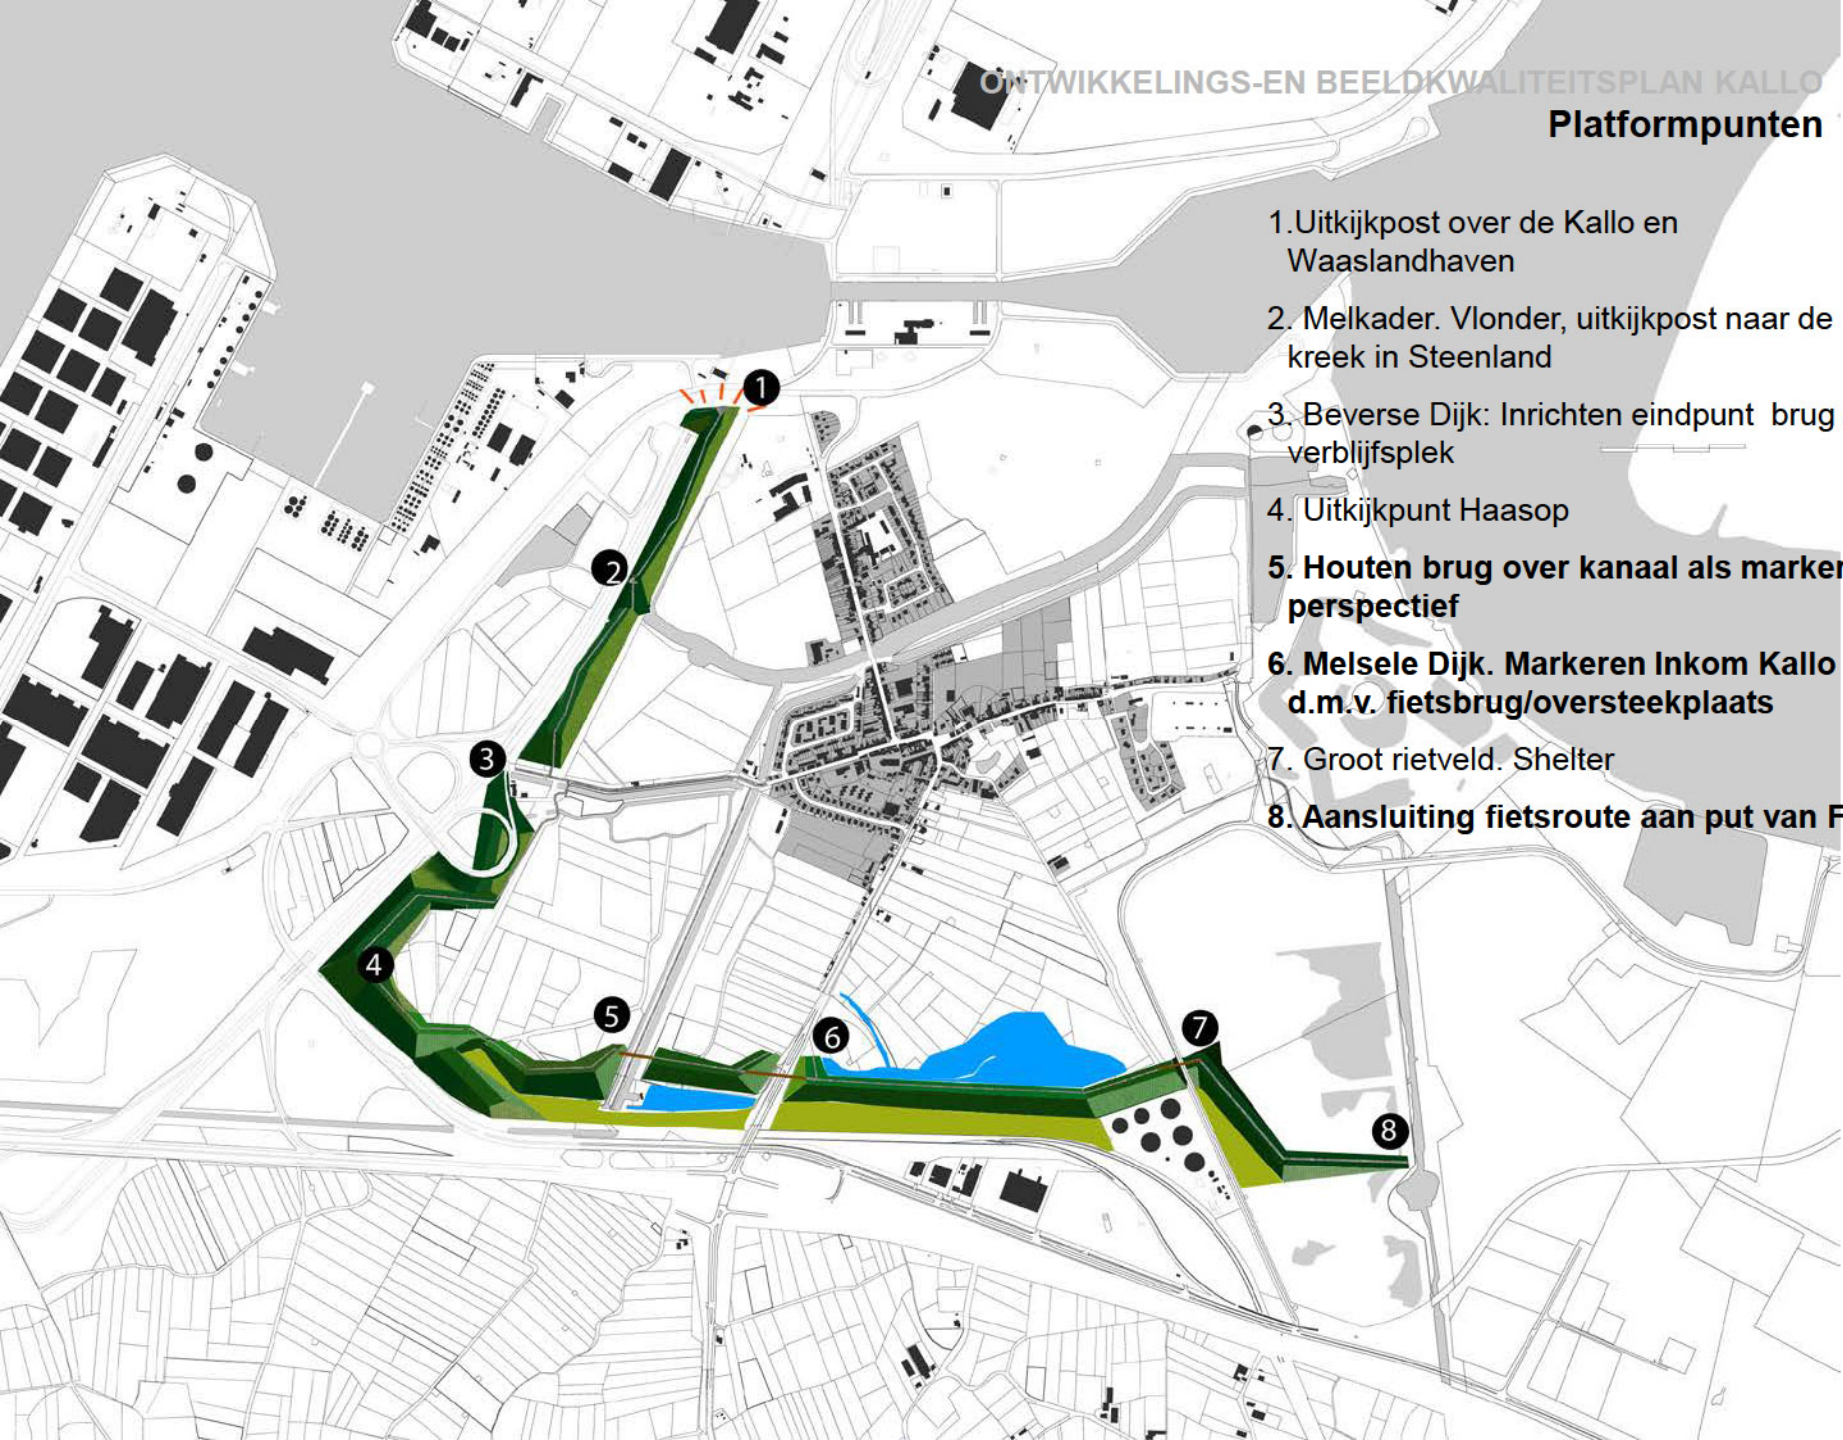 ONTWIKKELINGS-EN BEELDKWALITEITSPLAN KALLO
Platformpunten
1.Uitkijkpost over de Kallo en
Waaslandhaven
2. Melkader. Vlonder, uitkijkpost naar de
kreek in Steenland
3. Beverse Dijk: Inrichten eindpunt brug
verblijfsplek
4. Uitkijkpunt Haasop
5. Houten brug over kanaal als marker
perspectief
6. Melsele Dijk. Markeren Inkom Kallo
d.m.v. fietsbrug/oversteekplaats
7. Groot rietveld. Shelter
8. Aansluiting fietsroute aan put van F
1
2
3
4
5
6
7
8